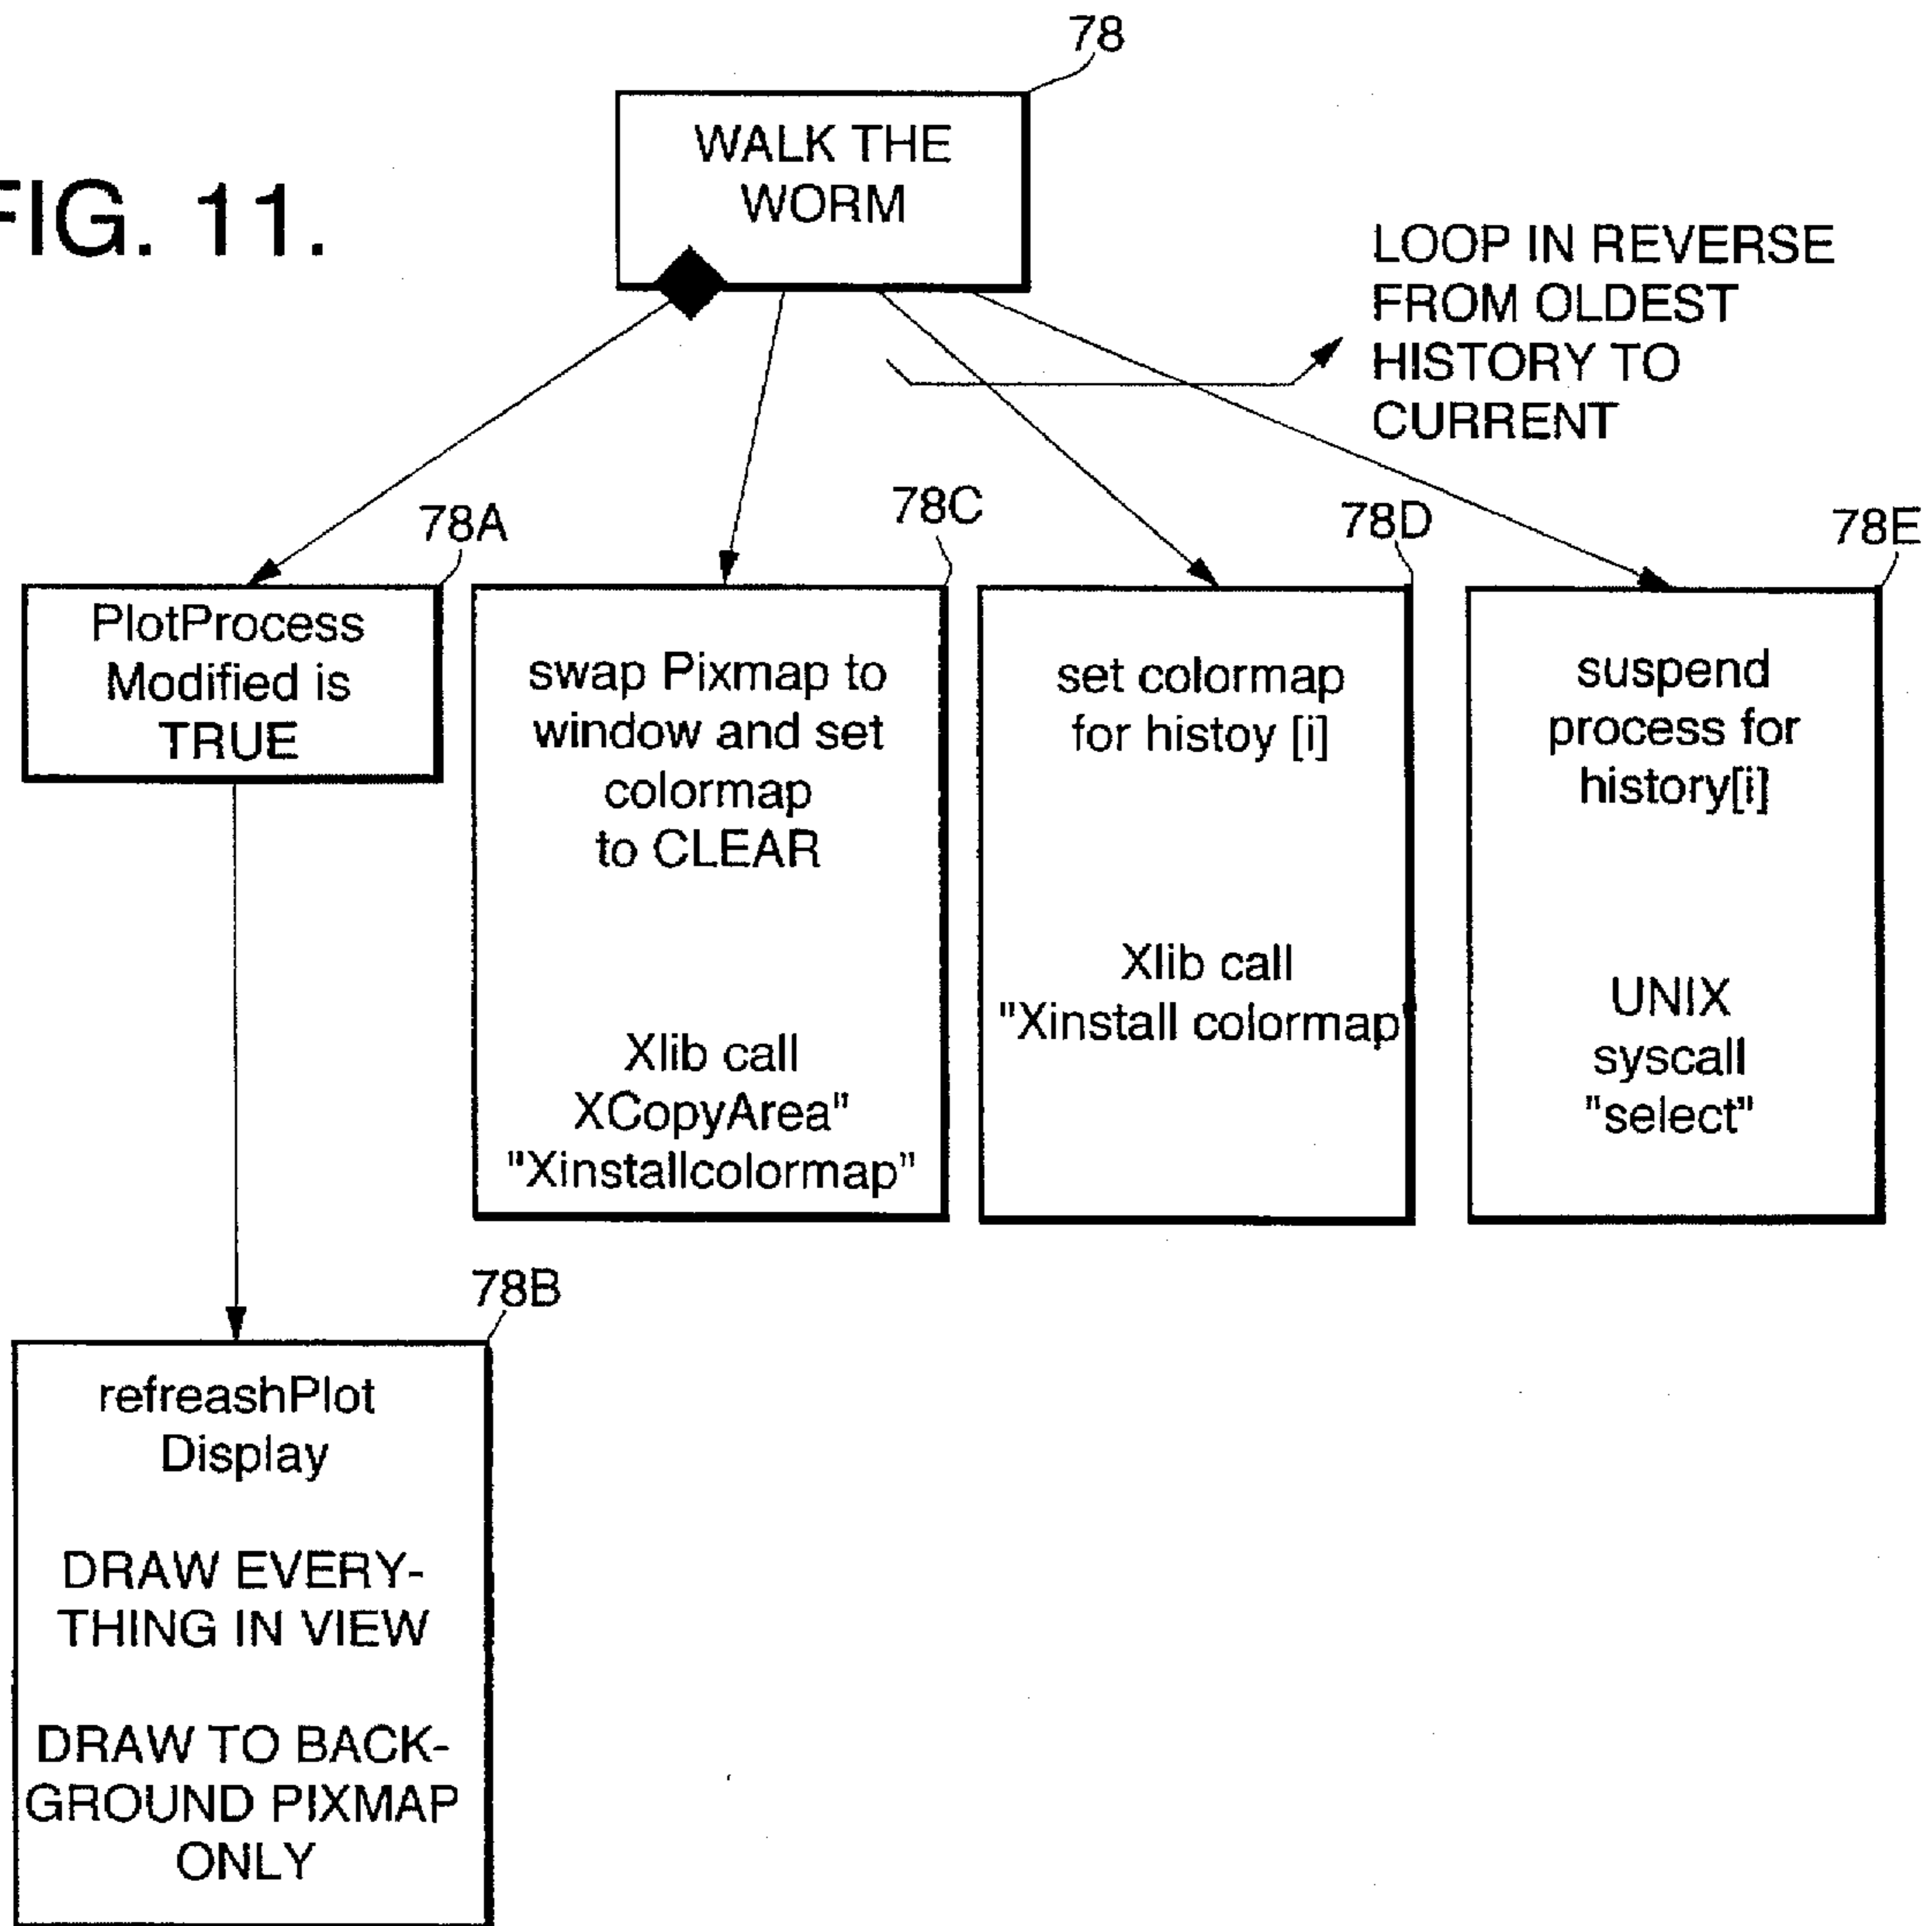 FIG. 11.
78
WALK THE
WORM
LOOP IN REVERSE
FROM OLDEST
HISTORY TO
CURRENT
78A
PlotProcess
Modified is
TRUE
78C
swap Pixmap to
window and set
colormap
to CLEAR
Xlib call
XCopyArea"
"Xinstallcolormap"
78D
set colormap
for histoy [i]
Xlib call
"Xinstall colormap
78E
suspend
process for
history[i]
UNIX
syscall
"select"
78B
refreashPlot
Display
DRAW EVERY-
THING IN VIEW
DRAW TO BACK-
GROUND PIXMAP
ONLY